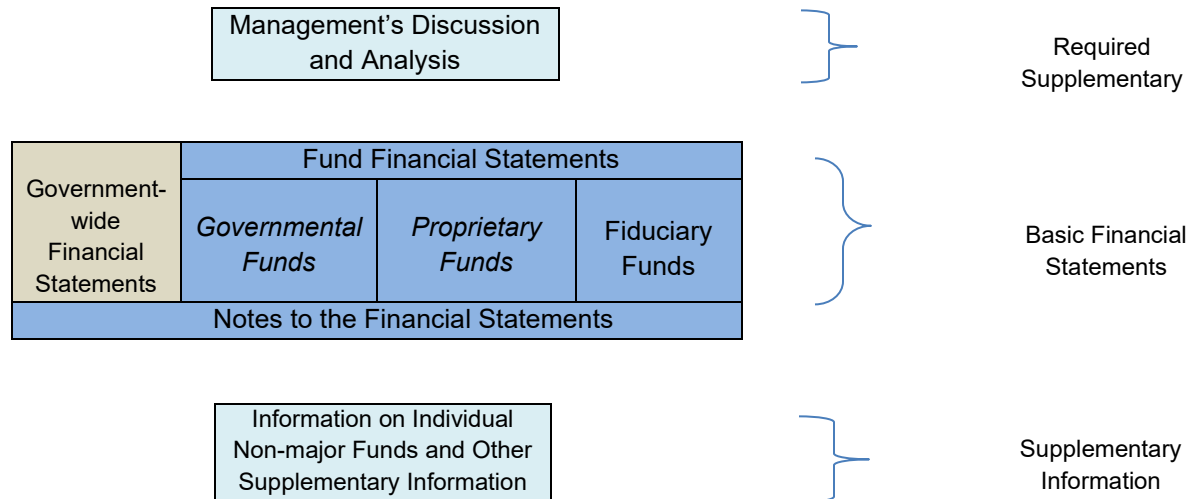 Management’s Discussion
and Analysis
Required
Supplementary
Government-
wide
Financial
Statements
Fund Financial Statements
Governmental
Funds
Proprietary
Funds
Fiduciary
Funds
Notes to the Financial Statements
Basic Financial
Statements
Information on Individual
Non-major Funds and Other
Supplementary Information
Supplementary
Information